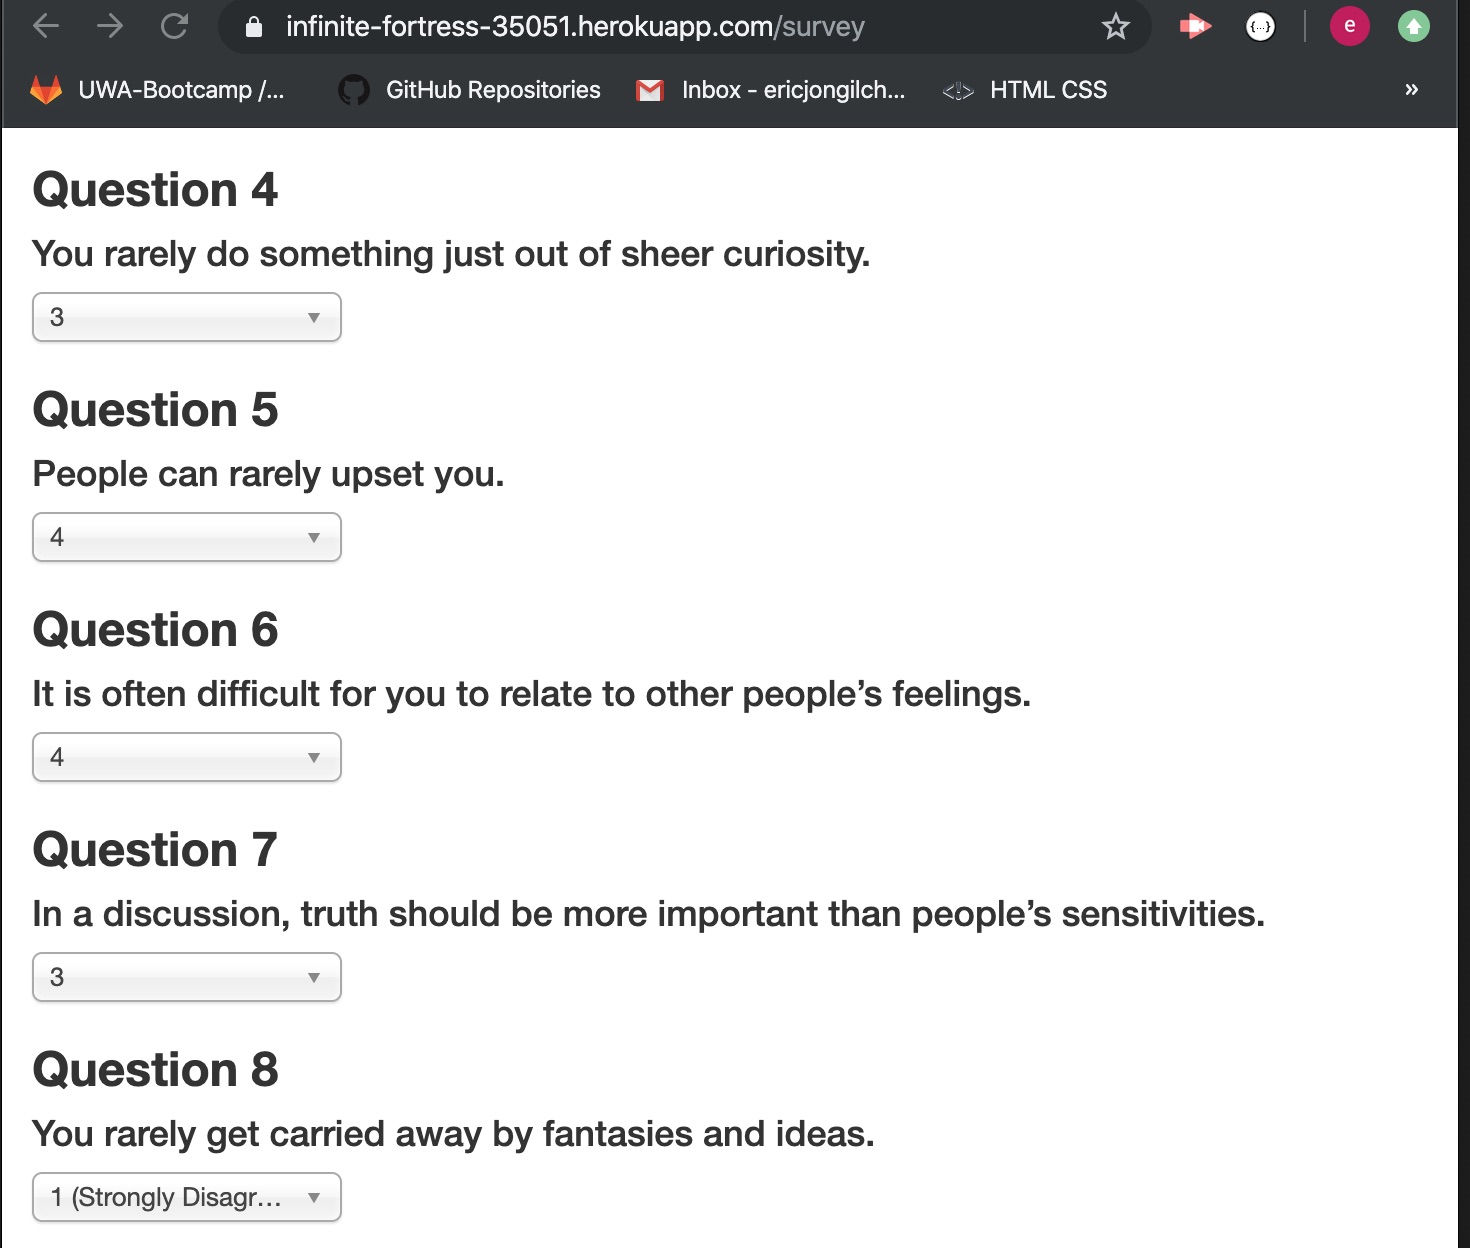 infinite-fortress-35051.herokuapp.com/survey
{...}
e
UWA-Bootcamp /... GitHub Repositories Inbox - ericjongilch... HTML CSS »
Question 4
You rarely do something just out of sheer curiosity.
3
Question 5
People can rarely upset you.
4
Question 6
It is often difficult for you to relate to other people’s feelings.
4
Question 7
In a discussion, truth should be more important than people’s sensitivities.
3
Question 8
You rarely get carried away by fantasies and ideas.
1 (Strongly Disagr...